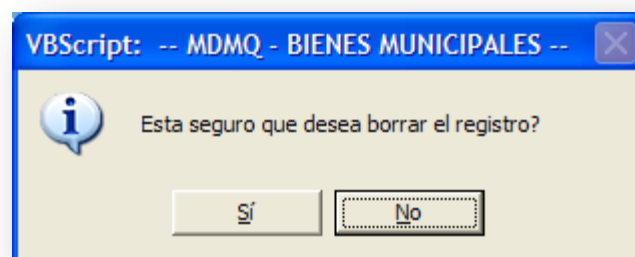 VBScript: -- MDMQ - BIENES MUNICIPALES --
Esta seguro que desea borrar el registro?
Sí No